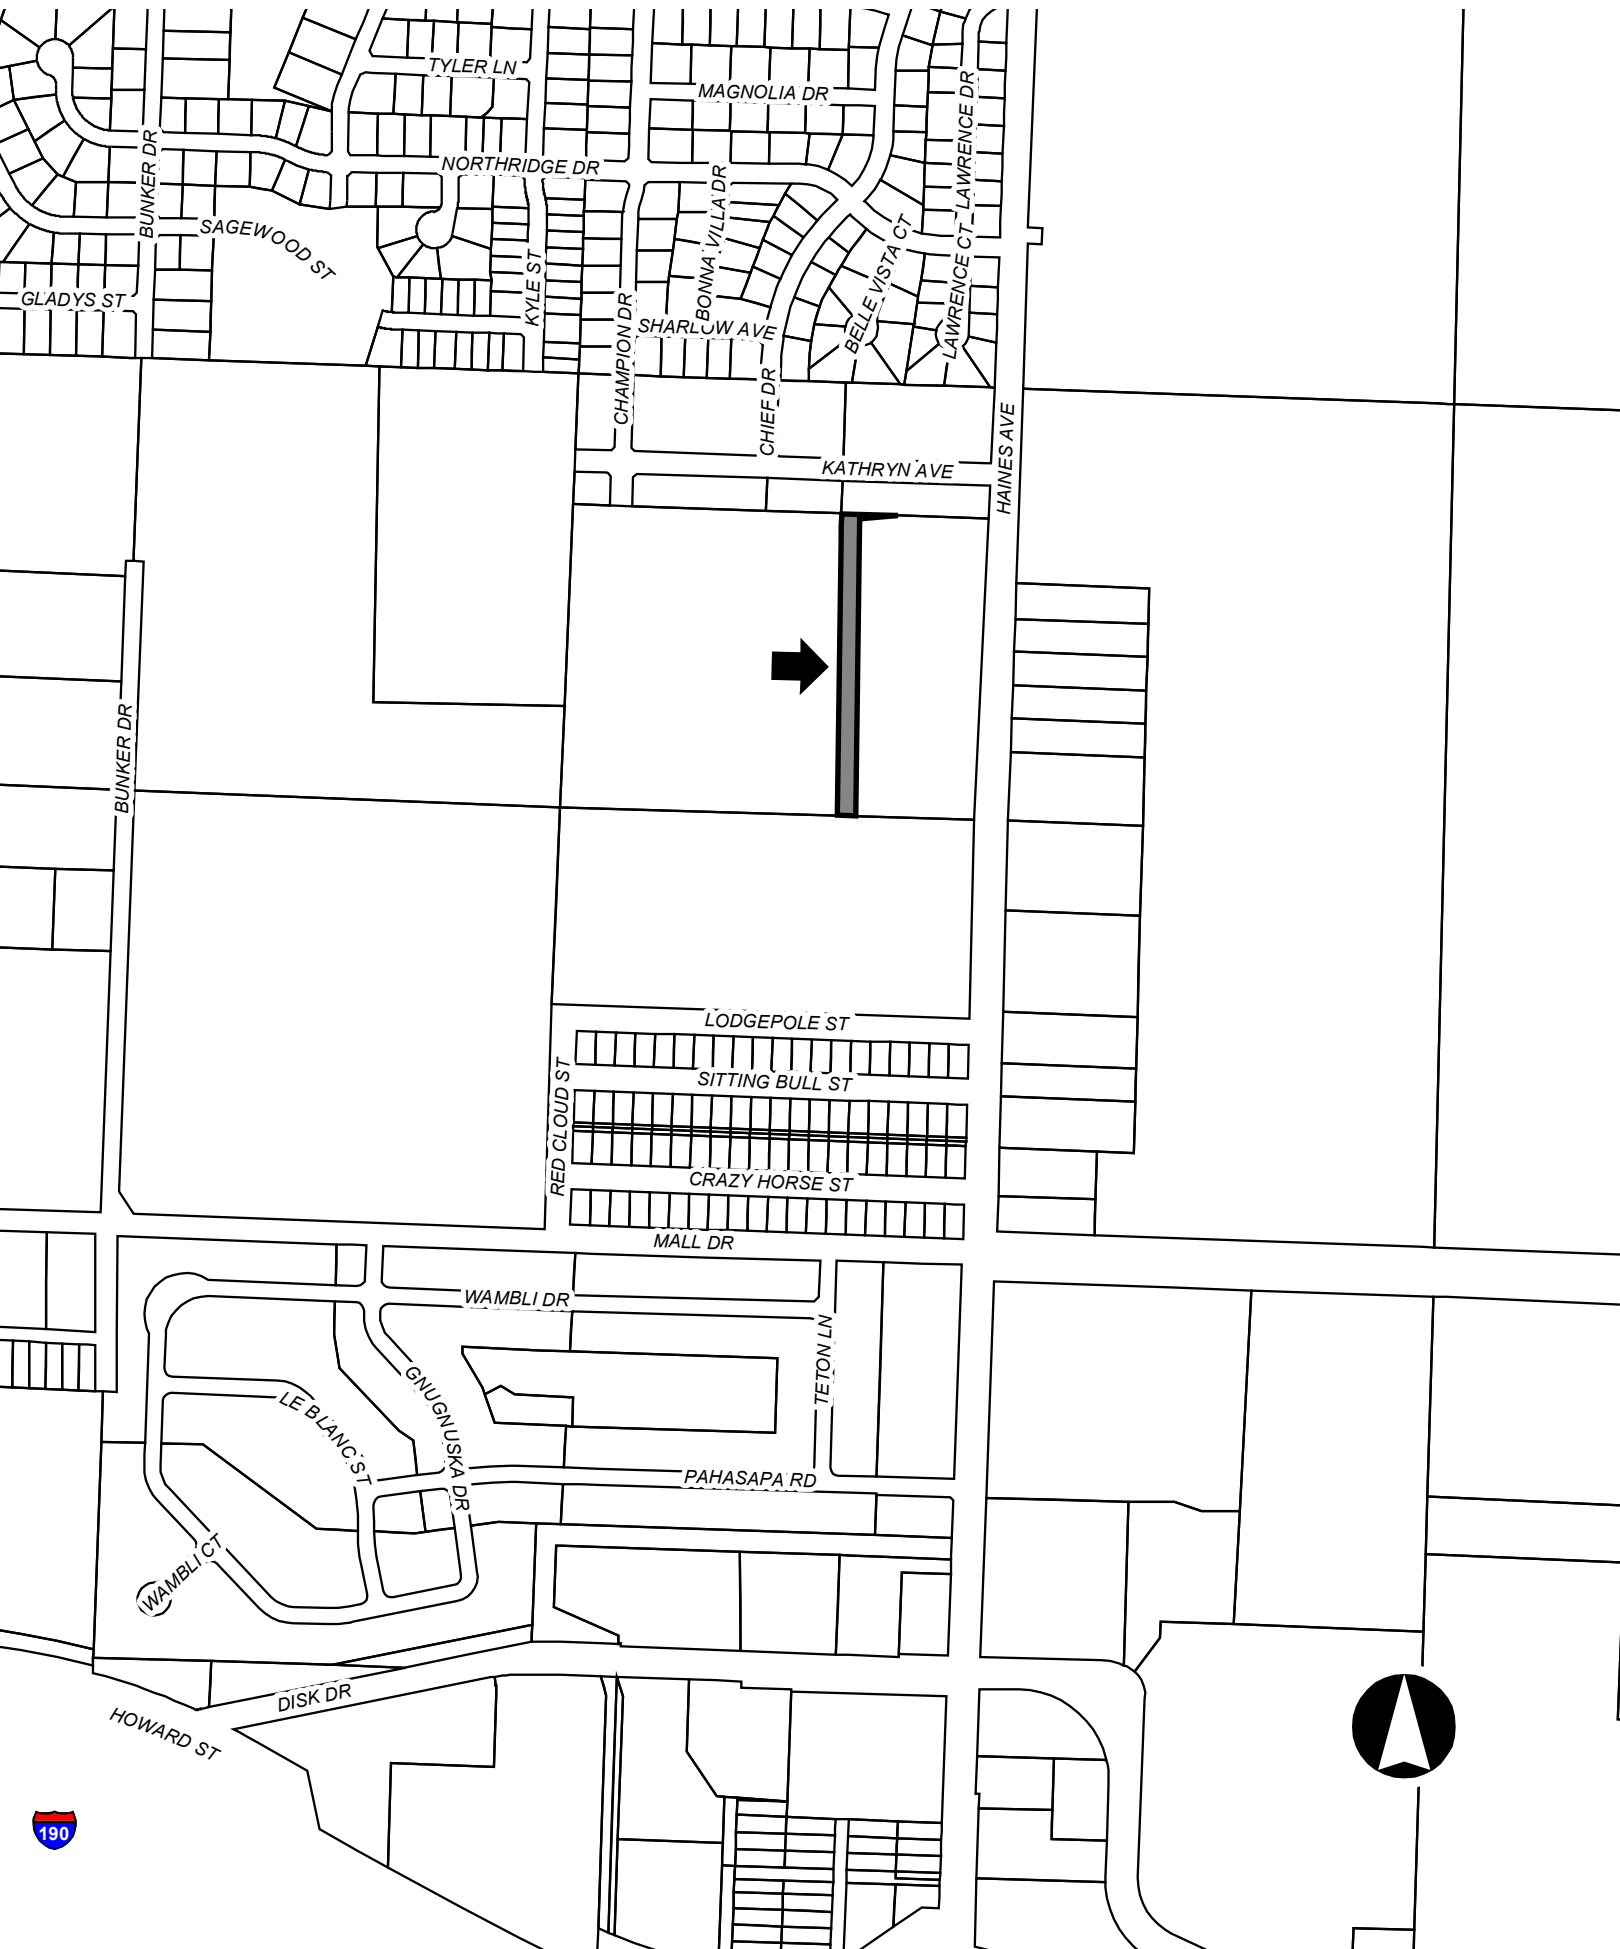 TYLER LN
MAGNOLIA DR
LAWRENCE DR
BUNKER DR
NORTHRIDGE DR
LAWRENCE DR
BONNA VILLA DR
SAGEWOOD ST
BELLE VISTA CT
LAWRENCE CT
KYLE ST
GLADYS ST
CHAMPION DR
SHARLOW AVE
CHIEF DR
HAINES AVE
KATHRYN AVE
BUNKER DR
LODGEPOLE ST
RED CLOUD ST
SITTING BULL ST
CRAZY HORSE ST
MALL DR
WAMBLI DR
TETON LN
GNUGNUSKA DR
LE BLANC ST
PAHASAPA RD
WAMBLI CT
DISK DR
HOWARD ST
190